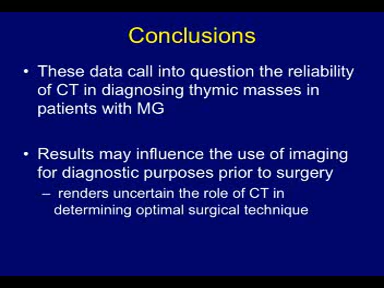 Conclusions
• These data call into question the reliability
of CT in diagnosing thymic masses in
patients with MG
• Results may influence the use of imaging
for diagnostic purposes prior to surgery
– renders uncertain the role of CT in
determining optimal surgical technique